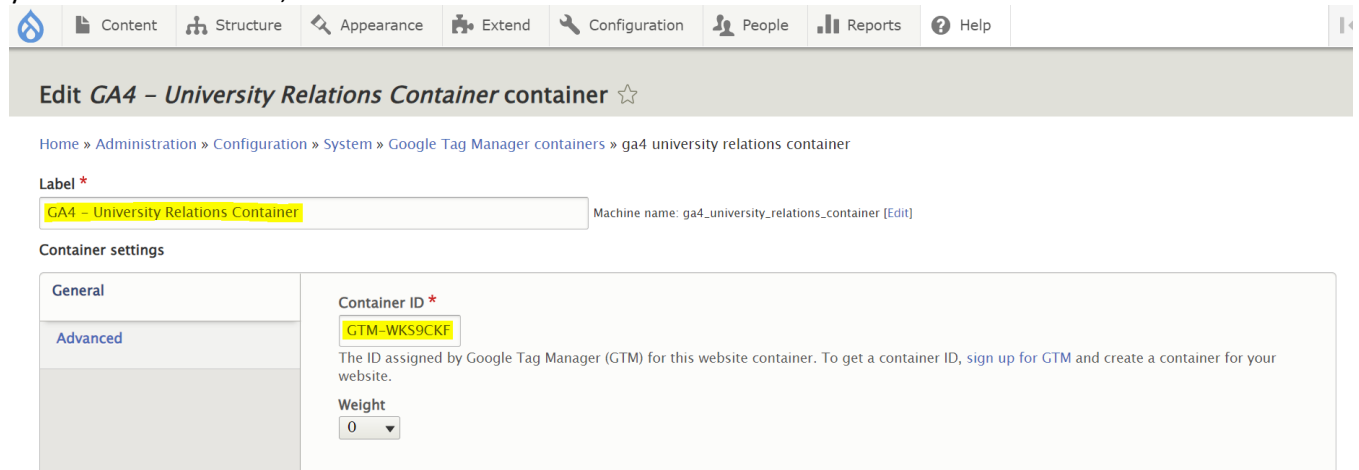 Content Structure Appearance Extend Configuration People Reports Help
Edit GA4 – University Relations Container container
Home » Administration » Configuration » System » Google Tag Manager containers » ga4 university relations container
Label *
GA4 – University Relations Container Machine name: ga4_university_relations_container [Edit]
Container settings
General
Container ID *
GTM-WKS9CKF
Advanced
The ID assigned by Google Tag Manager (GTM) for this website container. To get a container ID, sign up for GTM and create a container for your
website.
Weight
0